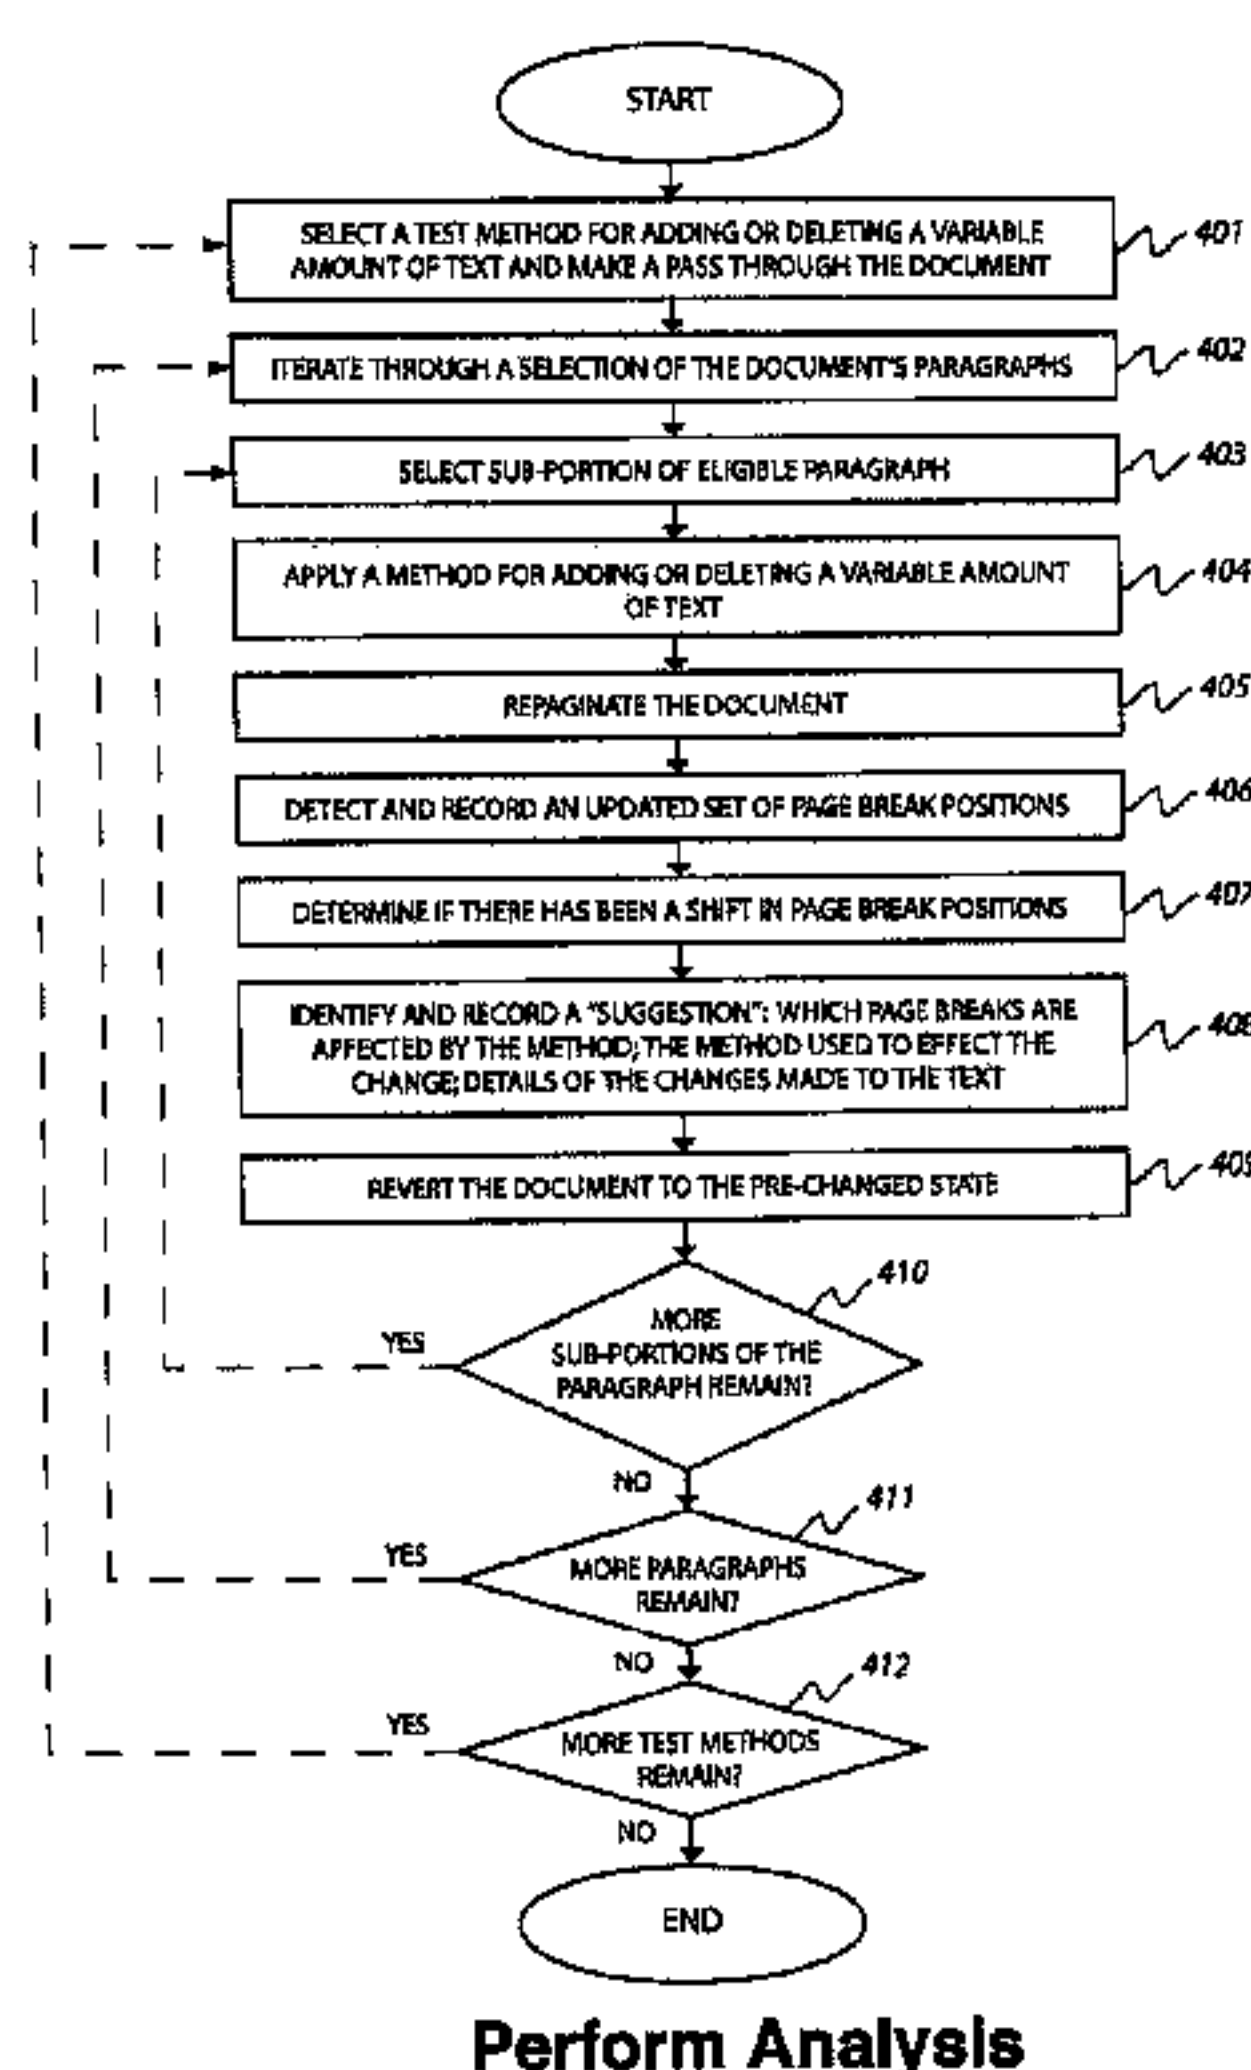 START
SELECT A TEST METHOD FOR ADDING OR DELETING A VARIABLE
AMOUNT OF TEXT AND MAKE A PASS THROUGH THE DOCUMENT
401
ITERATE THROUGH A SELECTION OF THE DOCUMENT'S PARAGRAPHS
402
SELECT SUB-PORTION OF ELIGIBLE PARAGRAPH
403
APPLY A METHOD FOR ADDING OR DELETING A VARIABLE AMOUNT
OF TEXT
404
REPAGINATE THE DOCUMENT
405
DETECT AND RECORD AN UPDATED SET OF PAGE BREAK POSITIONS
406
DETERMINE IF THERE HAS BEEN A SHIFT IN PAGE BREAK POSITIONS
407
IDENTIFY AND RECORD A "SUGGESTION": WHICH PAGE BREAKS ARE
AFFECTED BY THE METHOD; THE METHOD USED TO EFFECT THE
CHANGE; DETAILS OF THE CHANGES MADE TO THE TEXT
408
REVERT THE DOCUMENT TO THE PRE-CHANGED STATE
409
410
MORE
SUB-PORTIONS OF THE
PARAGRAPH REMAIN?
YES
NO
411
MORE PARAGRAPHS
REMAIN?
YES
NO
412
MORE TEST METHODS
REMAIN?
YES
NO
END
Perform Analysis